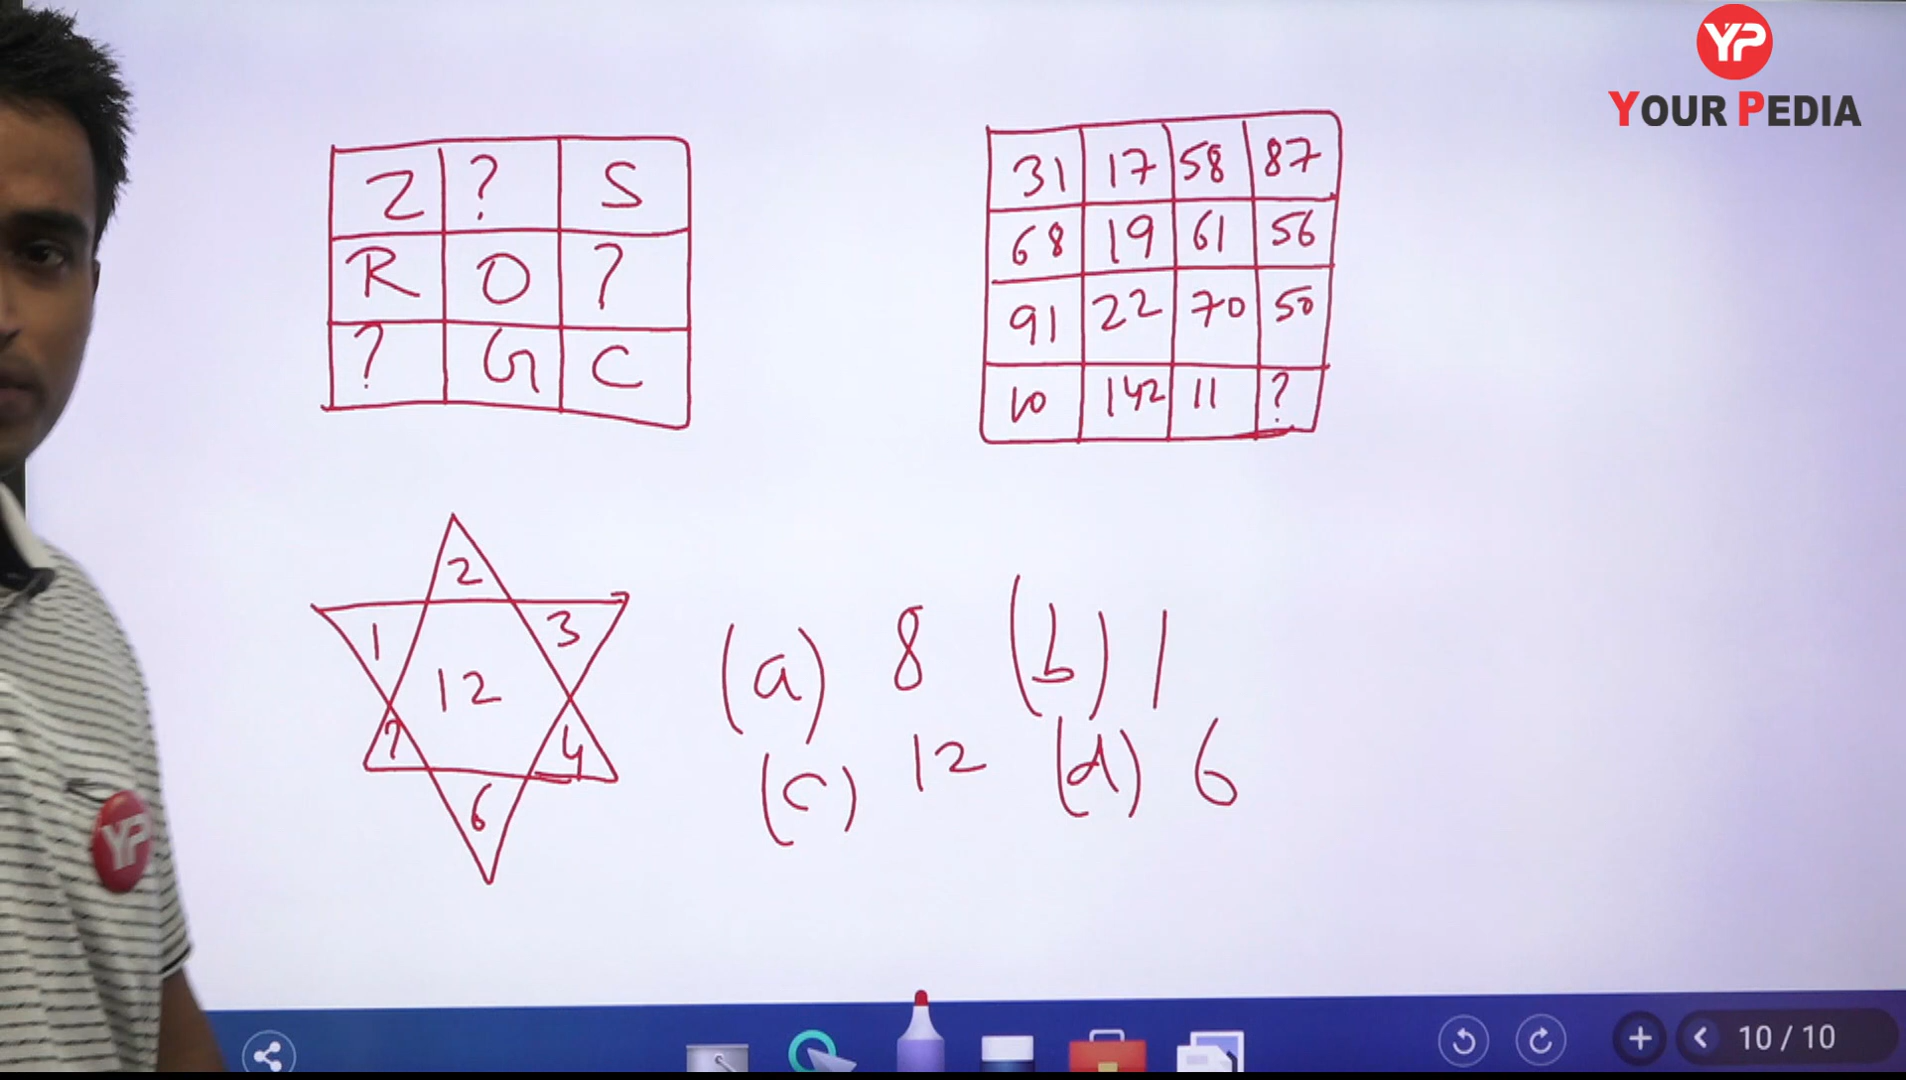 YP
YOUR PEDIA
Z ? S
R O ?
? G C
31 17 58 87
68 19 61 56
91 22 70 50
10 142 11 ?
2
1 3
12
? 4
6
(a) 8 (b) 1
(c) 12 (d) 6
YP
10 / 10